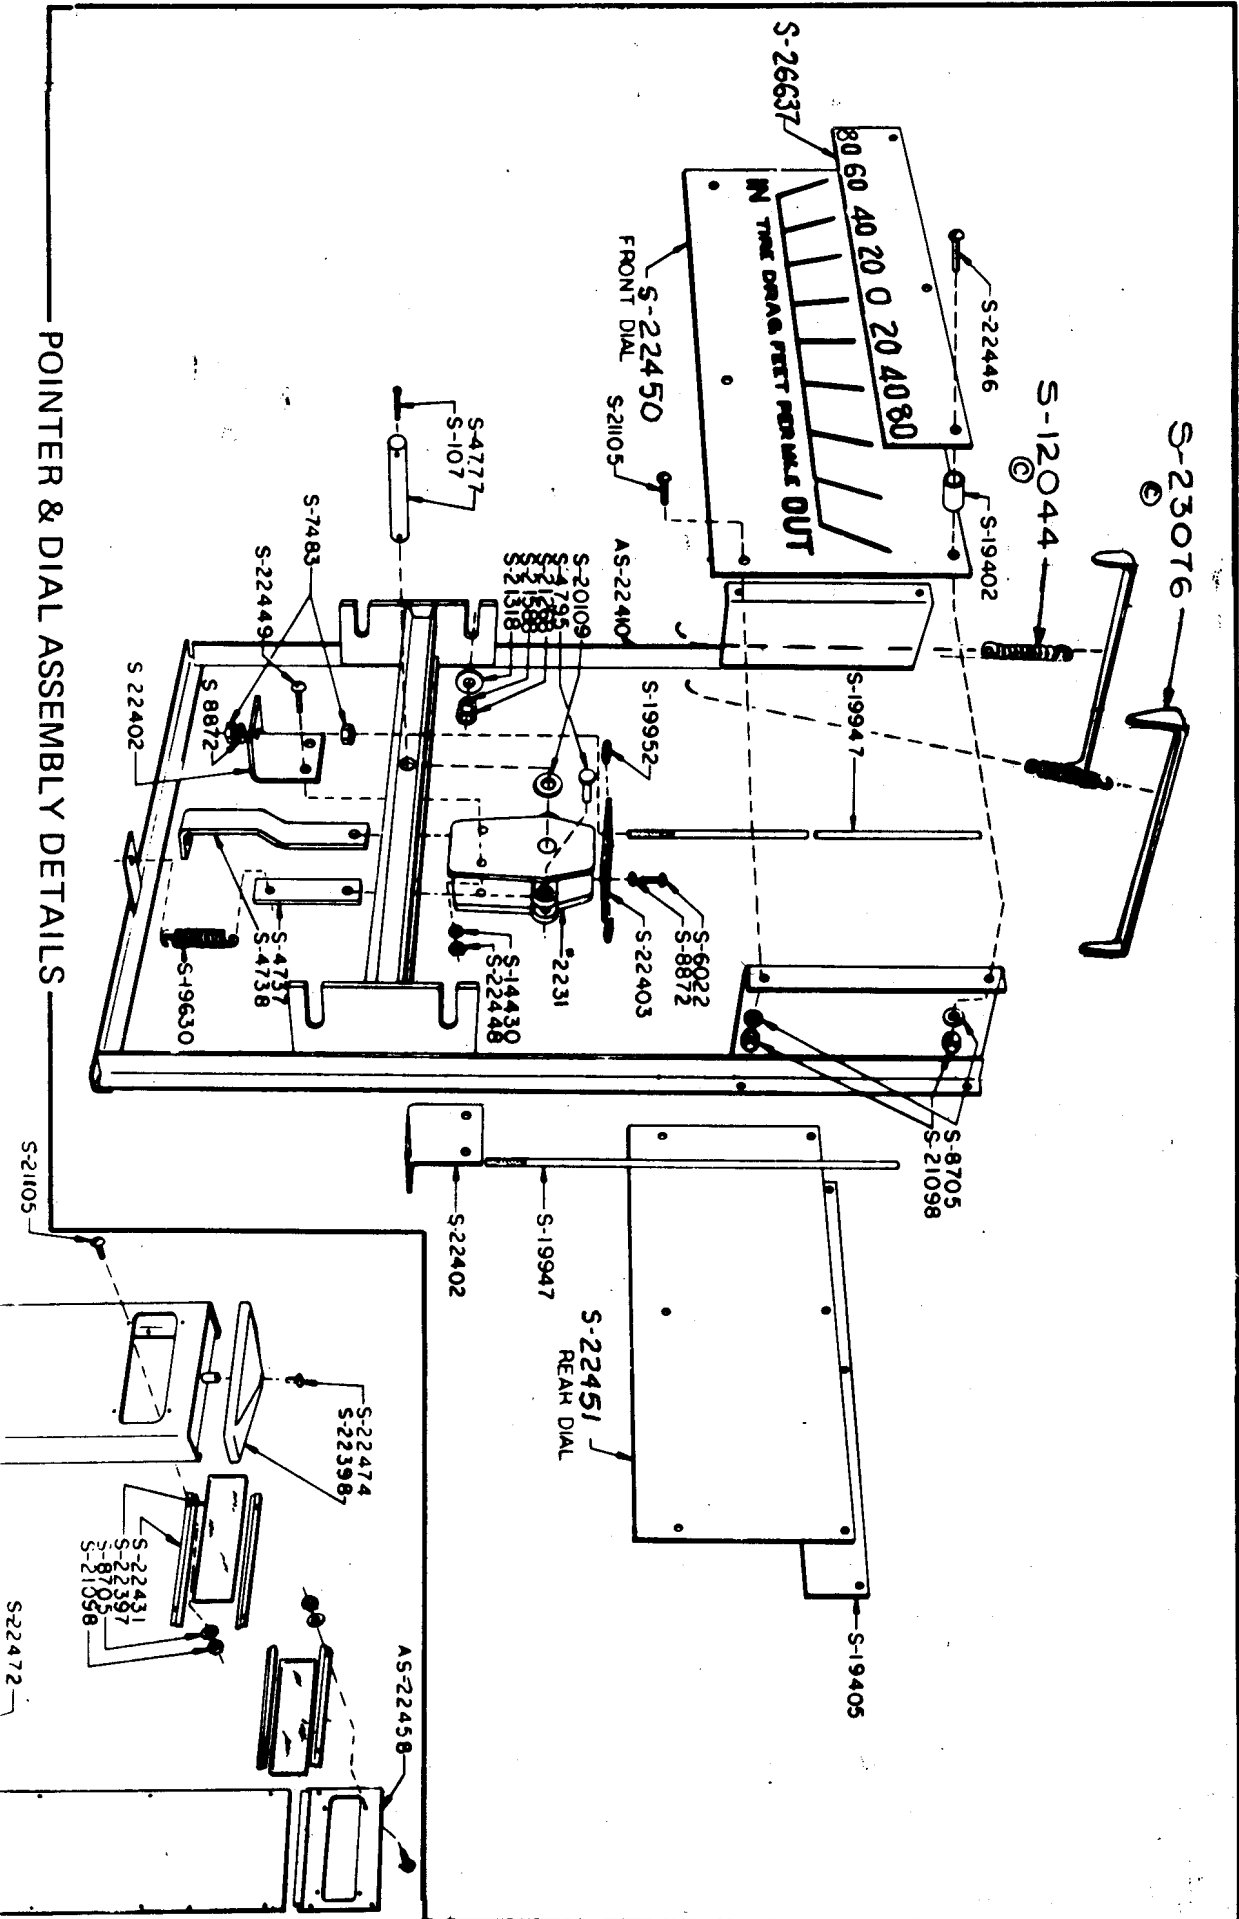 S-23076
©
S-12044
©
S-22446
S-26637
80 60 40 20 0 20 40 80
IN TIRE DRAG FEET PER MILE OUT
S-19402
S-22450
FRONT DIAL
S-21105
AS-22410
S-19947
S-19952
S-20109
S-4795
S-21318
S-4777
S-107
S-7483
S-22449
S-8872
S-22402
S-6022
S-8872
S-22403
2231
S-14430
S-22448
S-4737
S-4738
S-19630
S-8705
S-21098
S-19947
S-22402
S-22451
REAR DIAL
S-19405
POINTER & DIAL ASSEMBLY DETAILS
S-21105
S-22474
S-22398
S-22431
S-22397
S-8705
S-21098
AS-22458
S-22472